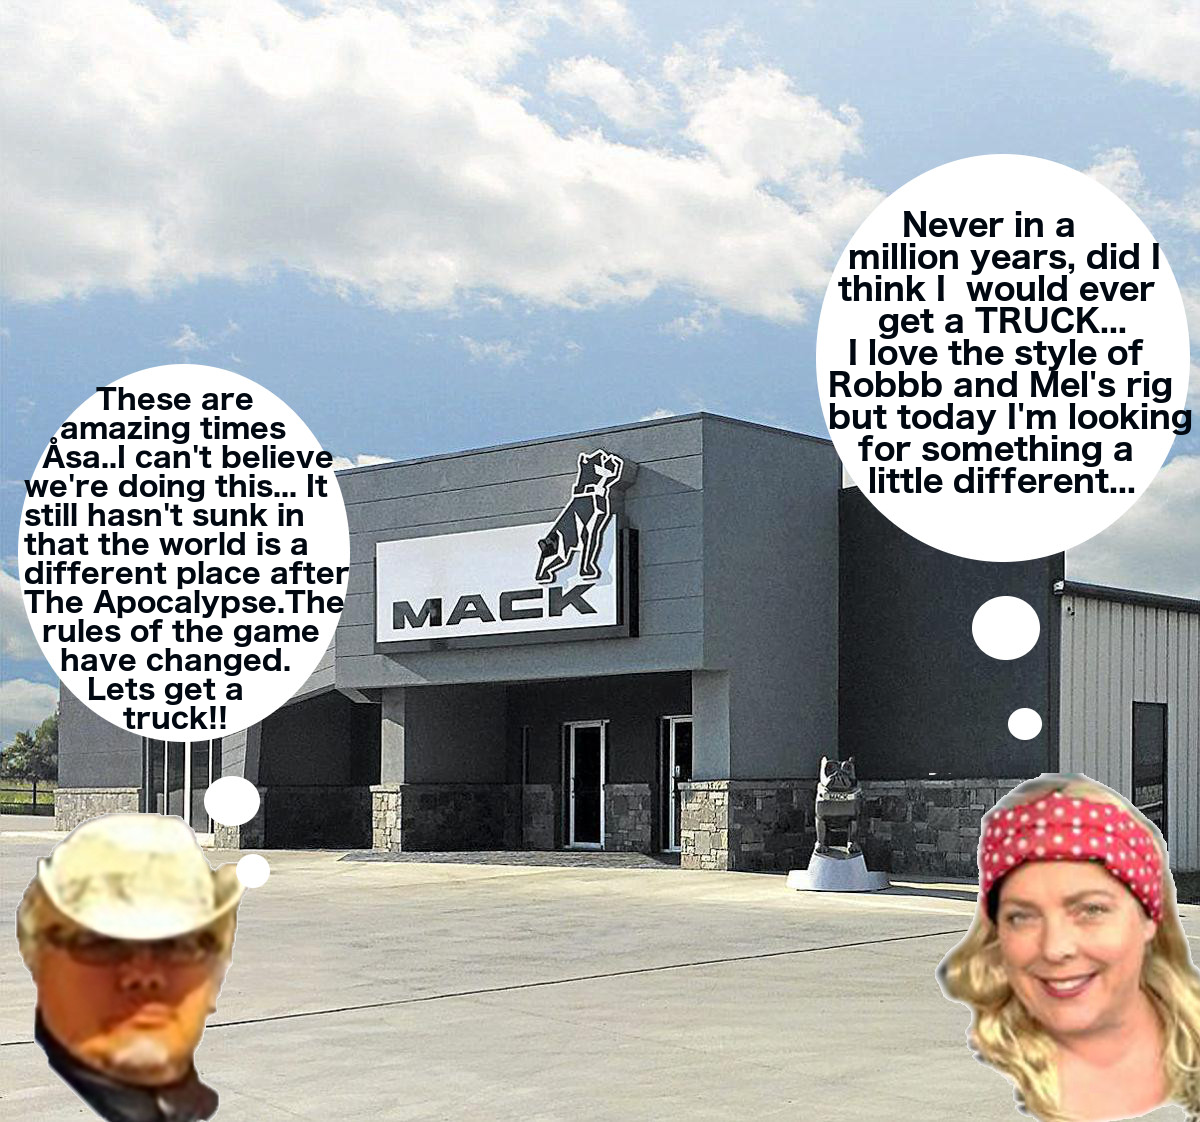 Never in a
million years, did I
think I  would ever
get a TRUCK...
I love the style of
Robbb and Mel's rig
but today I'm looking
for something a
little different...
These are
amazing times
Åsa..I can't believe
we're doing this... It
still hasn't sunk in
that the world is a
different place after
The Apocalypse.The
rules of the game
have changed.
Lets get a
truck!!
MACK